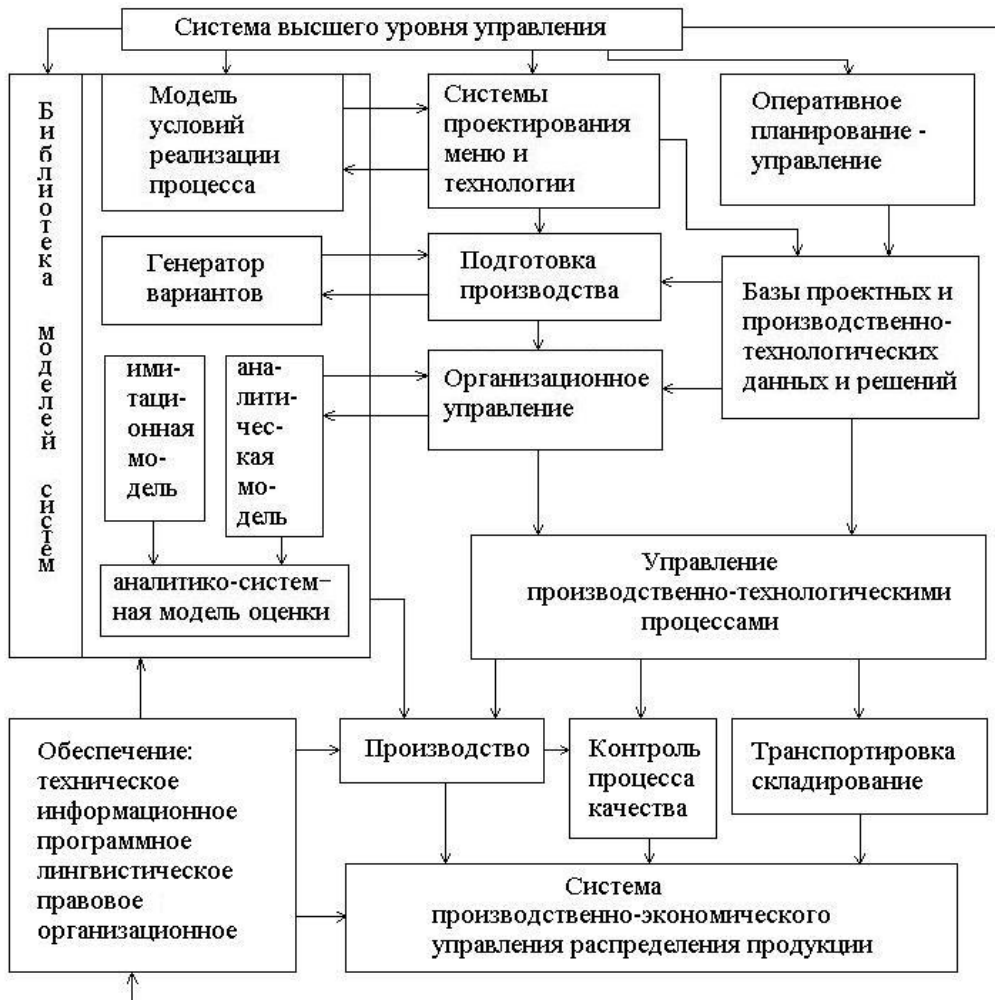 Система высшего уровня управления
Библиотека моделей систем
Модель
условий
реализации
процесса
Системы
проектирования
меню и
технологии
Оперативное
планирование -
управление
Генератор
вариантов
Подготовка
производства
Базы проектных и
производственно-
технологических
данных и решений
ими-
таци-
онная
мо-
дель
ана-
лити-
чес-
кая
мо-
дель
Организационное
управление
аналитико-систем-
ная модель оценки
Управление
производственно-технологическими
процессами
Обеспечение:
техническое
информационное
программное
лингвистическое
правовое
организационное
Производство
Контроль
процесса
качества
Транспортировка
складирование
Система
производственно-экономического
управления распределения продукции